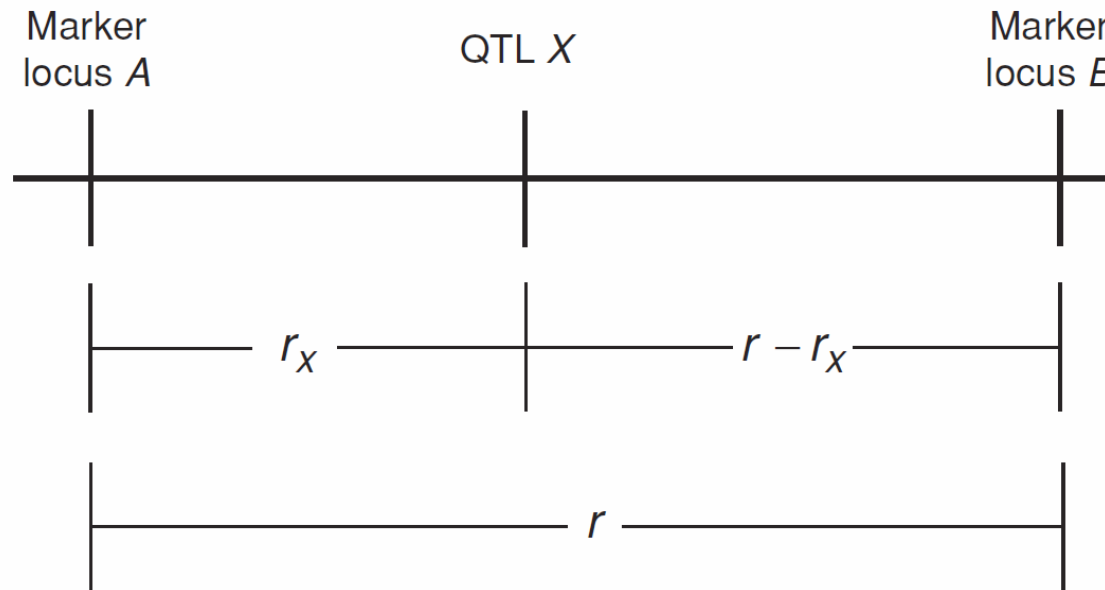 Marker
locus A
QTL X
Marker
locus B
r_x
r – r_x
r